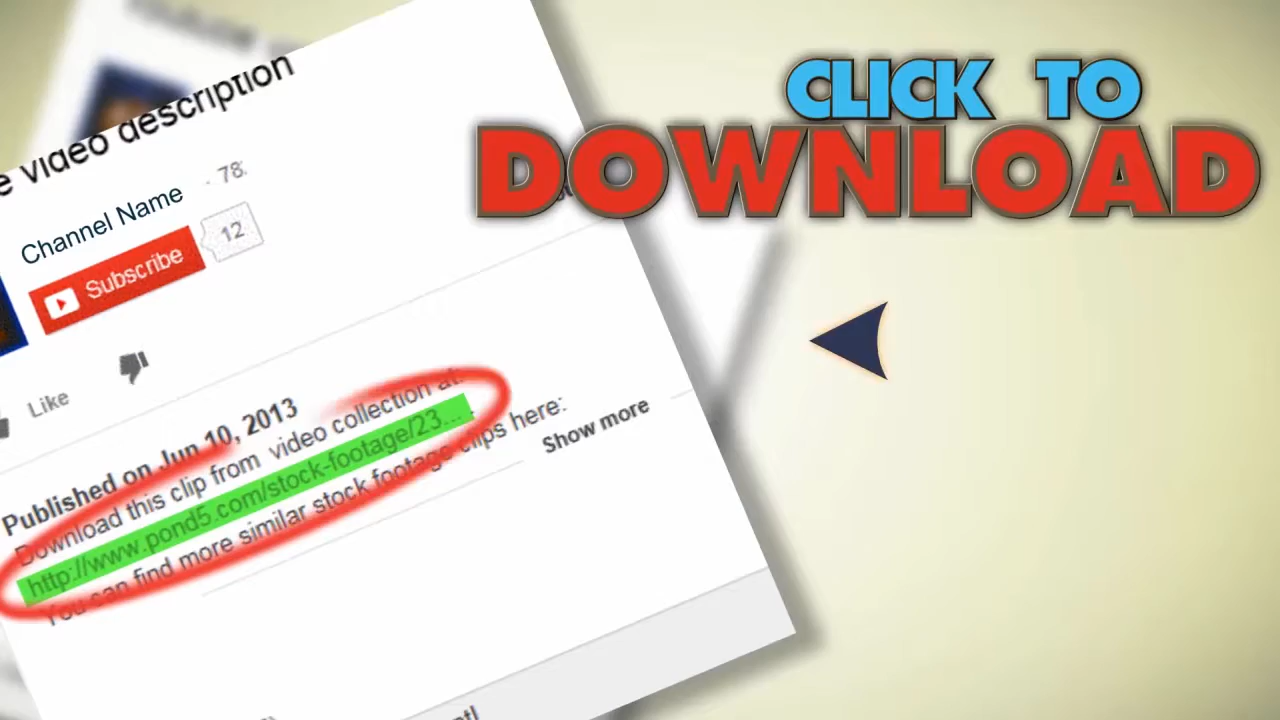 CLICK TO
DOWNLOAD
video description
Channel Name
78
Subscribe
12
Like
Published on Jun 10, 2013
Download this clip from video collection at:
http://www.pond5.com/stock-footage/23...
You can find more similar stock footage clips here:
Show more